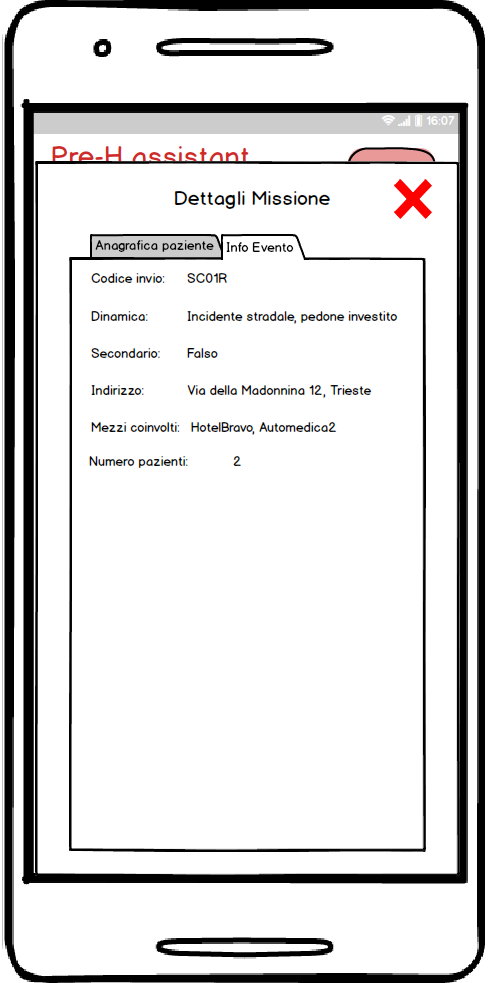 16:07
Pre-H assistant
Dettagli Missione
Anagrafica paziente Info Evento
Codice invio: SC01R
Dinamica: Incidente stradale, pedone investito
Secondario: Falso
Indirizzo: Via della Madonnina 12, Trieste
Mezzi coinvolti: HotelBravo, Automedica2
Numero pazienti: 2